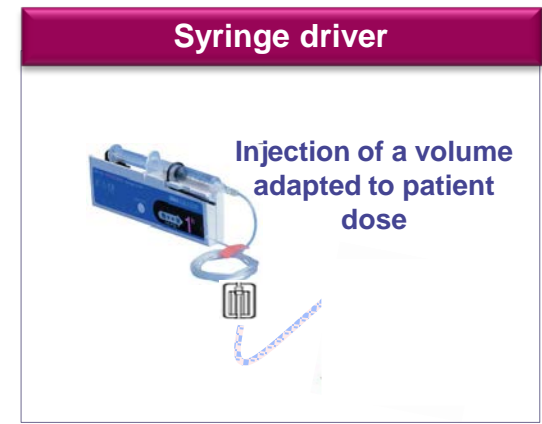 Syringe driver
Injection of a volume
adapted to patient
dose